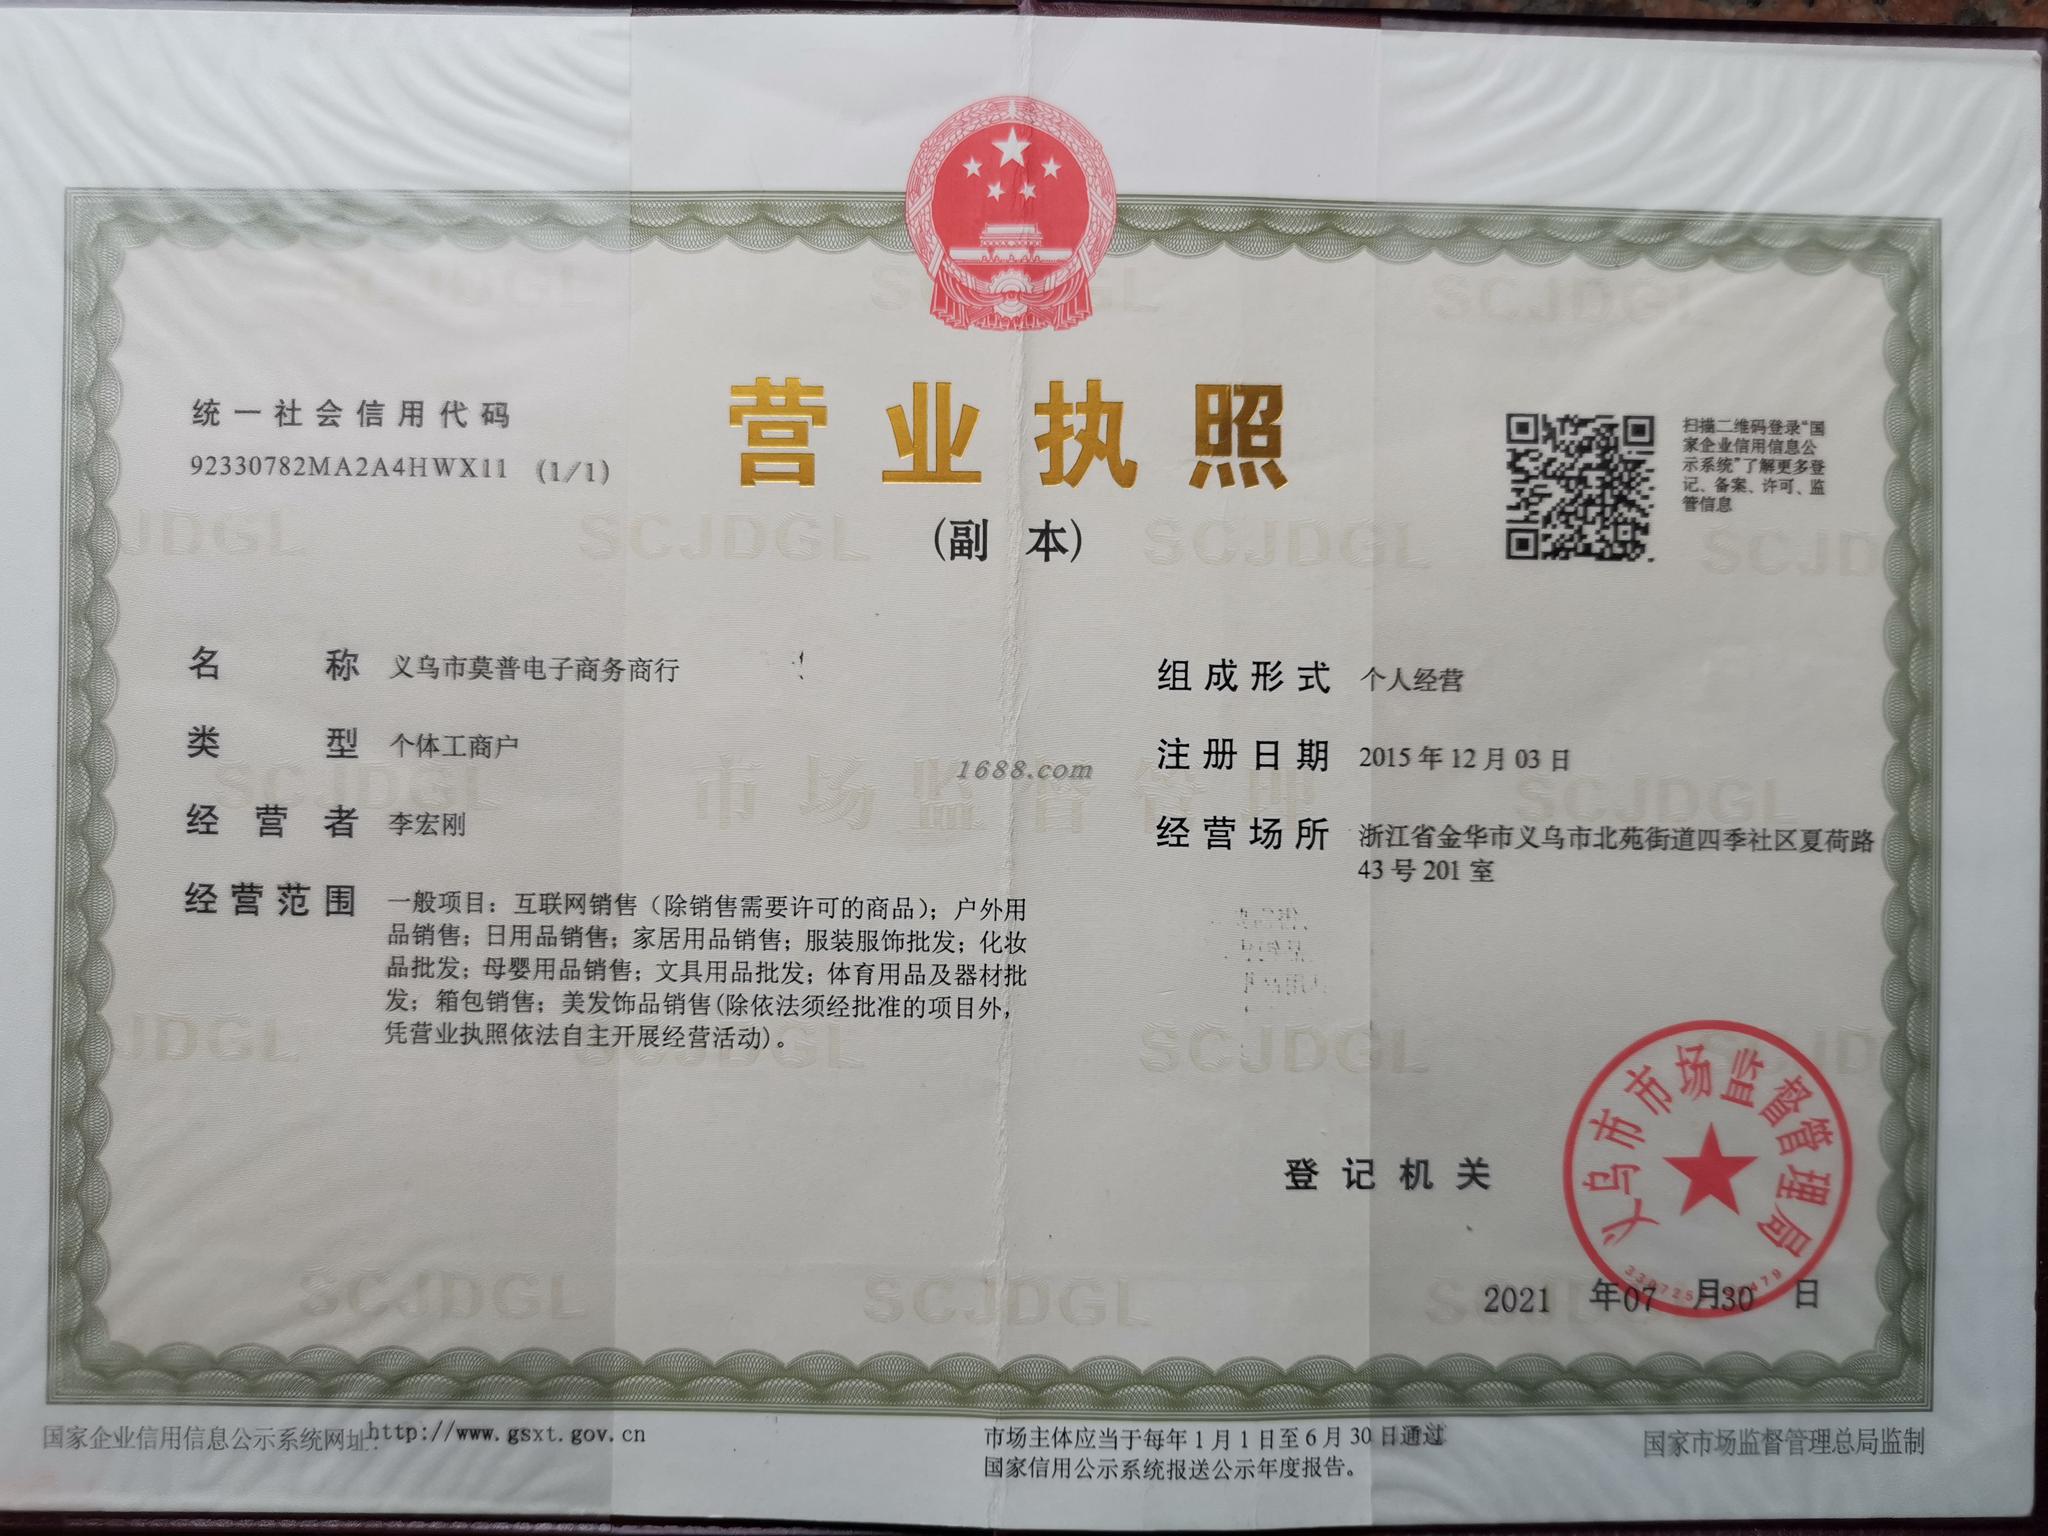 统一社会信用代码
92330782MA2A4HWX11 (1/1)
营业执照
(副 本)
扫描二维码登录“国
家企业信用信息公
示系统”了解更多登
记、备案、许可、监
管信息
名 称 义乌市莫普电子商务商行
类 型 个体工商户
经营者 李宏刚
经营范围 一般项目：互联网销售（除销售需要许可的商品）；户外用
品销售；日用品销售；家居用品销售；服装服饰批发；化妆
品批发；母婴用品销售；文具用品批发；体育用品及器材批
发；箱包销售；美发饰品销售(除依法须经批准的项目外，
凭营业执照依法自主开展经营活动)。
组成形式 个人经营
注册日期 2015年12月03日
经营场所 浙江省金华市义乌市北苑街道四季社区夏荷路
43号201室
1688.com
市场监督管理
SCJDGL
登记机关
义乌市市场监督管理局
2021 年07 月30 日
国家企业信用信息公示系统网址：http://www.gsxt.gov.cn
市场主体应当于每年1月1日至6月30日通过
国家信用公示系统报送公示年度报告。
国家市场监督管理总局监制